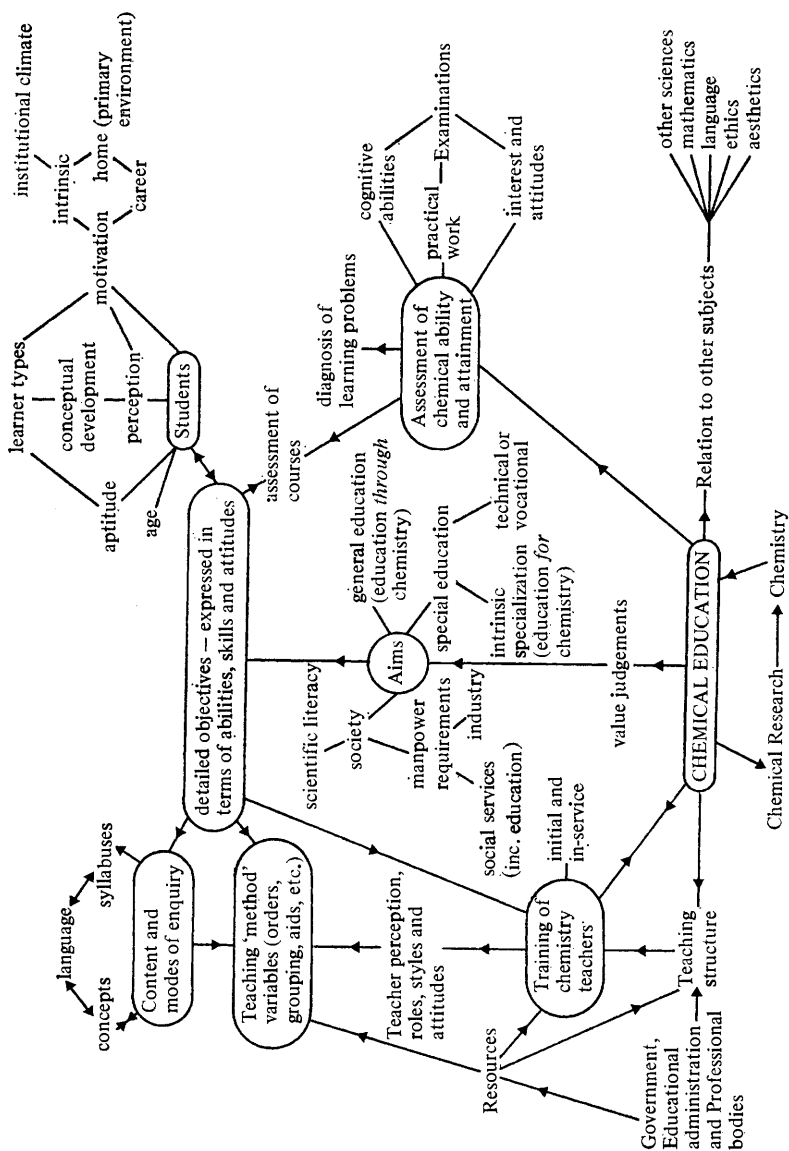 concepts
language
syllabuses
Content and
modes of enquiry
Teaching 'method'
variables (orders,
grouping, aids, etc.)
Teacher perception,
roles, styles and
attitudes
Resources
Training of
chemistry
teachers
initial and
in-service
Teaching
structure
Government,
Educational
administration
and Professional
bodies
detailed objectives – expressed in
terms of abilities, skills and attitudes
scientific literacy
society
manpower
requirements
industry
social services
(inc. education)
Aims
general education
(education through
chemistry)
special education
technical or
vocational
intrinsic
specialization
(education for
chemistry)
value judgements
CHEMICAL EDUCATION
Chemical Research
Chemistry
Relation to other subjects
other sciences
mathematics
language
ethics
aesthetics
Students
age
aptitude
learner types
conceptual
development
perception
motivation
intrinsic
institutional climate
home (primary
environment)
career
assessment of
courses
diagnosis of
learning problems
Assessment of
chemical ability
and attainment
cognitive
abilities
practical
work
Examinations
interest and
attitudes